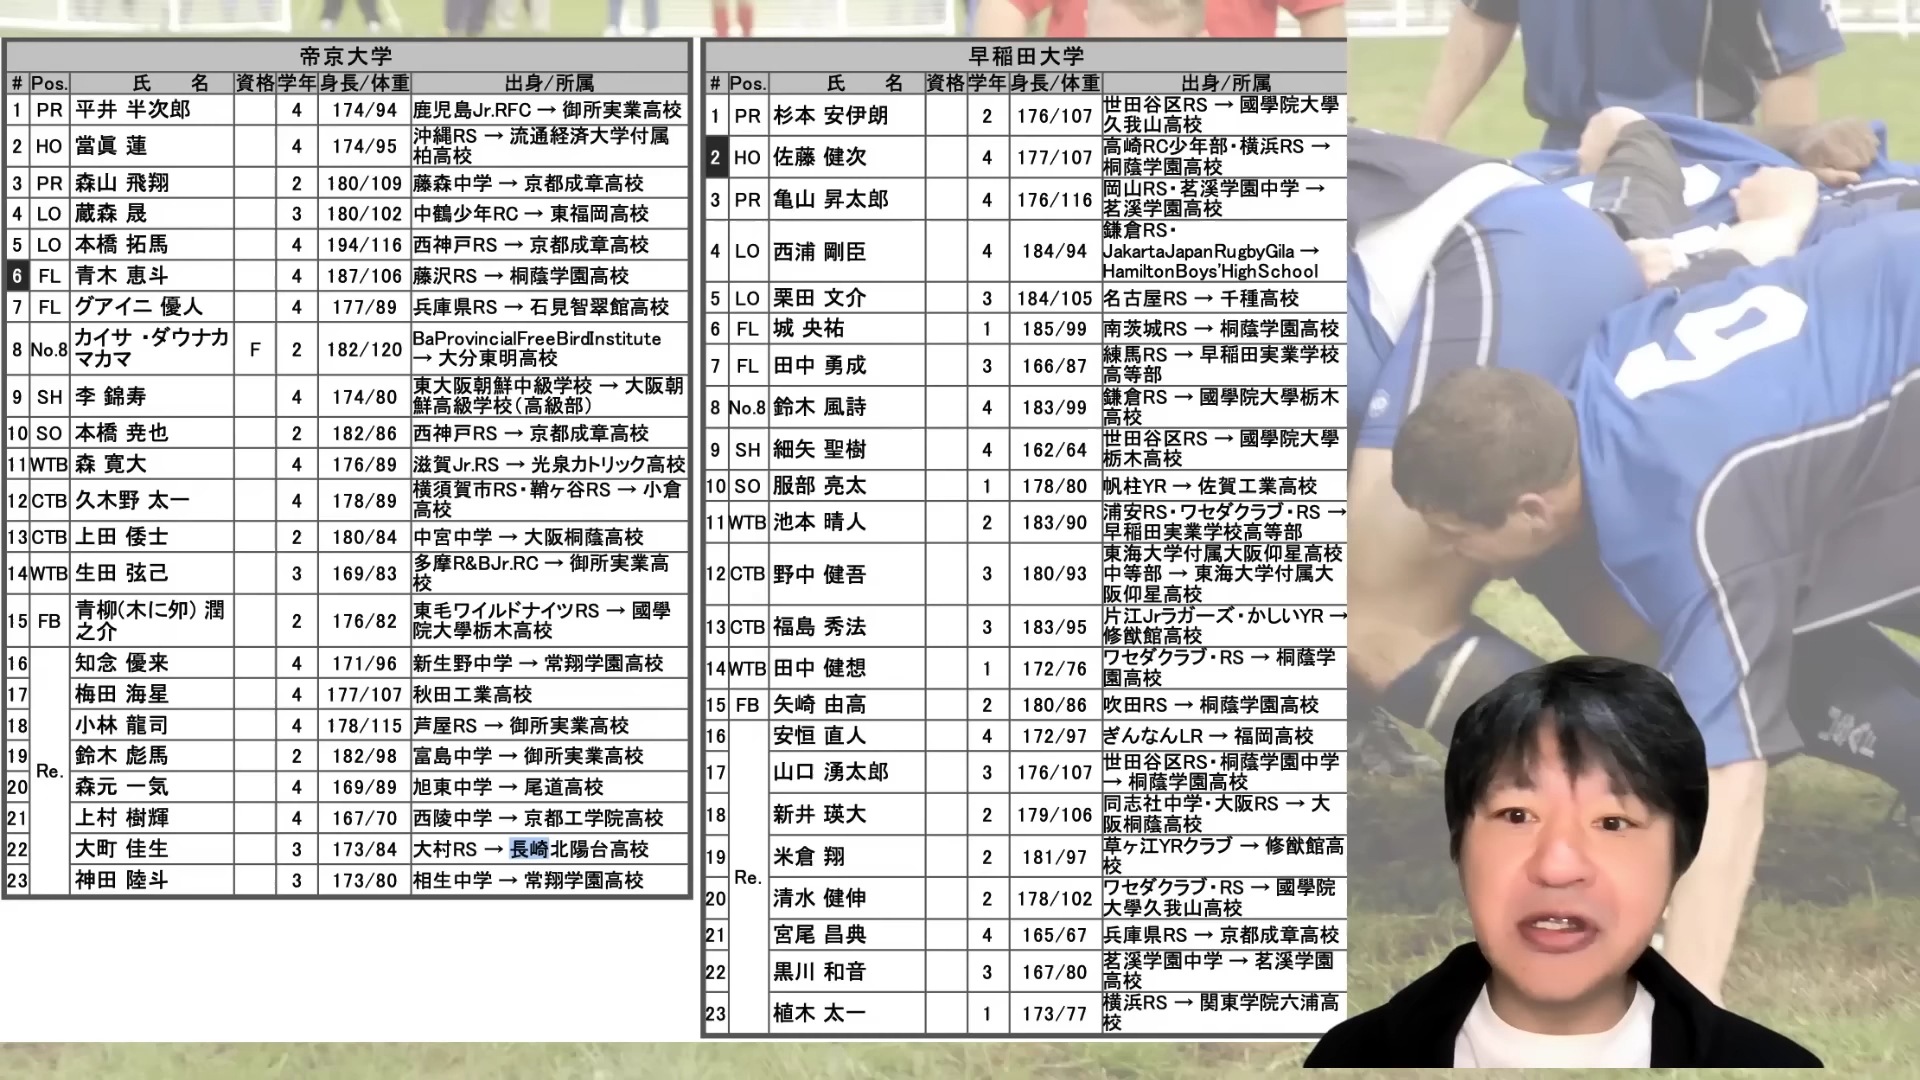 帝京大学
# Pos. 氏 名 資格 学年 身長/体重 出身/所属
1 PR 平井 半次郎 4 174/94 鹿児島Jr.RFC → 御所実業高校
2 HO 當眞 蓮 4 174/95 沖縄RS → 流通経済大学付属
柏高校
3 PR 森山 飛翔 2 180/109 藤森中学 → 京都成章高校
4 LO 蔵森 晟 3 180/102 中鶴少年RC → 東福岡高校
5 LO 本橋 拓馬 4 194/116 西神戸RS → 京都成章高校
6 FL 青木 恵斗 4 187/106 藤沢RS → 桐蔭学園高校
7 FL グアイニ 優人 4 177/89 兵庫県RS → 石見智翠館高校
8 No.8 カイサ ・ダウナカ
マカマ F 2 182/120 BaProvincialFreeBirdInstitute
→ 大分東明高校
9 SH 李 錦寿 4 174/80 東大阪朝鮮中級学校 → 大阪朝
鮮高級学校（高級部）
10 SO 本橋 尭也 2 182/86 西神戸RS → 京都成章高校
11 WTB 森 寛大 4 176/89 滋賀Jr.RS → 光泉カトリック高校
12 CTB 久木野 太一 4 178/89 横須賀市RS・鞘ヶ谷RS → 小倉
高校
13 CTB 上田 倭士 2 180/84 中宮中学 → 大阪桐蔭高校
14 WTB 生田 弦己 3 169/83 多摩R&BJr.RC → 御所実業高
校
15 FB 青柳（木に夘） 潤
之介 2 176/82 東毛ワイルドナイツRS → 國學
院大學栃木高校
16 知念 優来 4 171/96 新生野中学 → 常翔学園高校
17 梅田 海星 4 177/107 秋田工業高校
18 小林 龍司 4 178/115 芦屋RS → 御所実業高校
19 鈴木 彪馬 2 182/98 富島中学 → 御所実業高校
Re.
20 森元 一気 4 169/89 旭東中学 → 尾道高校
21 上村 樹輝 4 167/70 西陵中学 → 京都工学院高校
22 大町 佳生 3 173/84 大村RS → 長崎北陽台高校
23 神田 陸斗 3 173/80 相生中学 → 常翔学園高校
早稲田大学
# Pos. 氏 名 資格 学年 身長/体重 出身/所属
1 PR 杉本 安伊朗 2 176/107 世田谷区RS → 國學院大學
久我山高校
2 HO 佐藤 健次 4 177/107 高崎RC少年部・横浜RS →
桐蔭学園高校
3 PR 亀山 昇太郎 4 176/116 岡山RS・茗溪学園中学 →
茗溪学園高校
4 LO 西浦 剛臣 4 184/94 鎌倉RS・
JakartaJapanRugbyGila →
HamiltonBoys'HighSchool
5 LO 栗田 文介 3 184/105 名古屋RS → 千種高校
6 FL 城 央祐 1 185/99 南茨城RS → 桐蔭学園高校
7 FL 田中 勇成 3 166/87 練馬RS → 早稲田実業学校
高等部
8 No.8 鈴木 風詩 4 183/99 鎌倉RS → 國學院大學栃木
高校
9 SH 細矢 聖樹 4 162/64 世田谷区RS → 國學院大學
栃木高校
10 SO 服部 亮太 1 178/80 帆柱YR → 佐賀工業高校
11 WTB 池本 晴人 2 183/90 浦安RS・ワセダクラブ・RS →
早稲田実業学校高等部
12 CTB 野中 健吾 3 180/93 東海大学付属大阪仰星高校
中等部 → 東海大学付属大
阪仰星高校
13 CTB 福島 秀法 3 183/95 片江Jrラガーズ・かしいYR →
修猷館高校
14 WTB 田中 健想 1 172/76 ワセダクラブ・RS → 桐蔭学
園高校
15 FB 矢崎 由高 2 180/86 吹田RS → 桐蔭学園高校
16 安恒 直人 4 172/97 ぎんなんLR → 福岡高校
17 山口 湧太郎 3 176/107 世田谷区RS・桐蔭学園中学
→ 桐蔭学園高校
18 新井 瑛大 2 179/106 同志社中学・大阪RS → 大
阪桐蔭高校
19 米倉 翔 2 181/97 草ヶ江YRクラブ → 修猷館高
校
Re.
20 清水 健伸 2 178/102 ワセダクラブ・RS → 國學院
大學久我山高校
21 宮尾 昌典 4 165/67 兵庫県RS → 京都成章高校
22 黒川 和音 3 167/80 茗溪学園中学 → 茗溪学園
高校
23 植木 太一 1 173/77 横浜RS → 関東学院六浦高
校